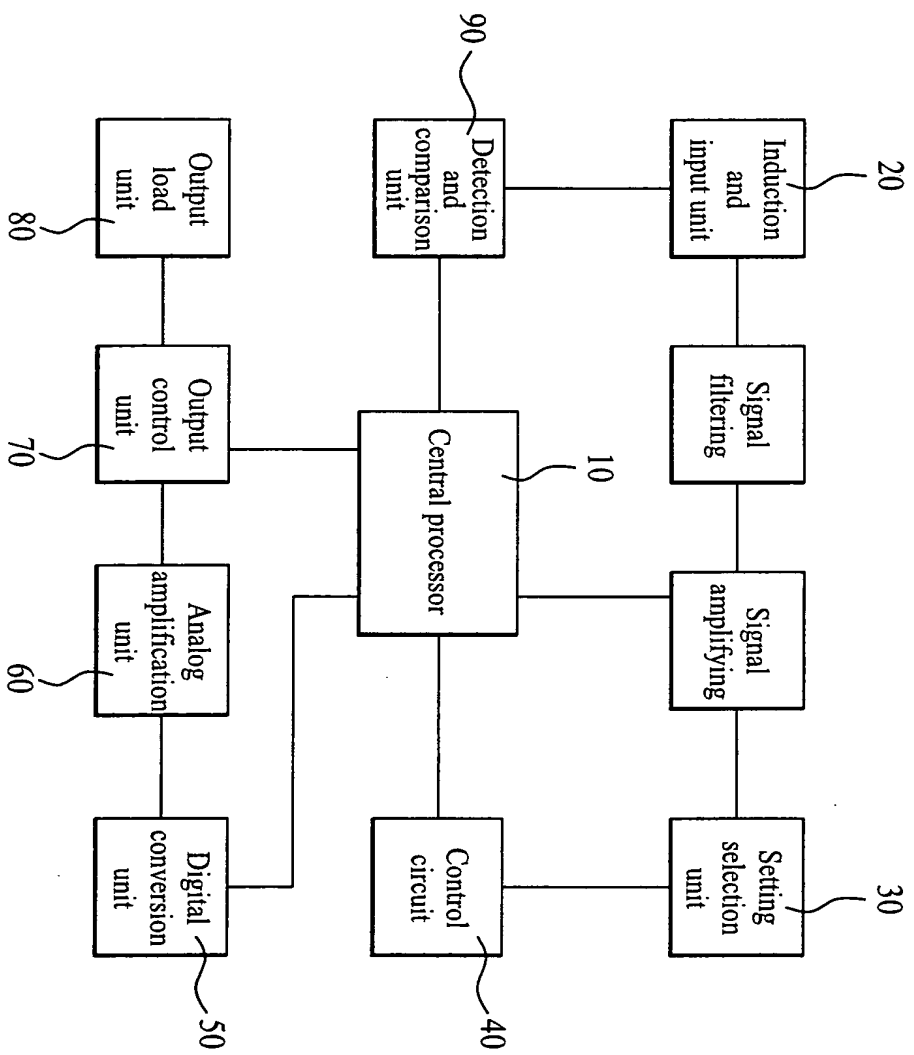 20
Induction
and
input unit
Signal
filtering
Signal
amplifying
30
Setting
selection
unit
90
Detection
and
comparison
unit
10
Central processor
Control
circuit
40
Output
load
unit
80
Output
control
unit
70
Analog
amplification
unit
60
Digital
conversion
unit
50